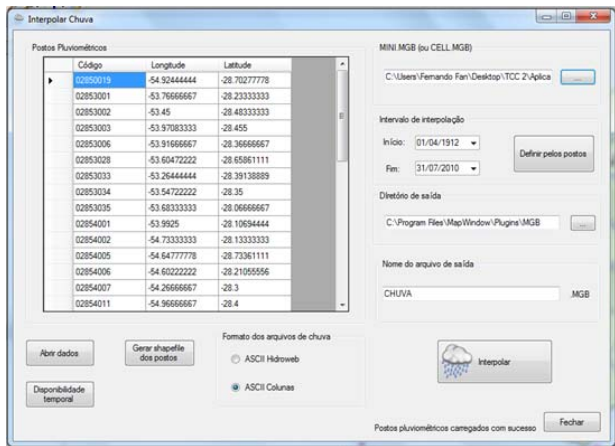 Interpolar Chuva
Postos Pluviométricos
Código Longitude Latitude
02850019 -54.92444444 -28.70277778
02853001 -53.76666667 -28.23333333
02853002 -53.45 -28.48333333
02853003 -53.97083333 -28.455
02853006 -53.91666667 -28.36666667
02853028 -53.60472222 -28.65861111
02853033 -53.26444444 -28.39138889
02853034 -53.54722222 -28.35
02853035 -53.68333333 -28.06666667
02854001 -53.9925 -28.10694444
02854002 -54.73333333 -28.13333333
02854005 -54.64777778 -28.73361111
02854006 -54.60222222 -28.21055556
02854007 -54.26666667 -28.3
02854011 -54.96666667 -28.4
Abrir dados
Gerar shapefile
dos postos
Disponibilidade
temporal
Formato dos arquivos de chuva
ASCII Hidroweb
ASCII Colunas
MINI.MGB (ou CELL.MGB)
C:\Users\Fernando Fan\Desktop\TCC 2\Aplica ...
Intervalo de interpolação
Início: 01/04/1912
Fim: 31/07/2010
Definir pelos postos
Diretório de saída
C:\Program Files\MapWindow\Plugins\MGB ...
Nome do arquivo de saída
CHUVA .MGB
Interpolar
Postos pluviométricos carregados com sucesso
Fechar